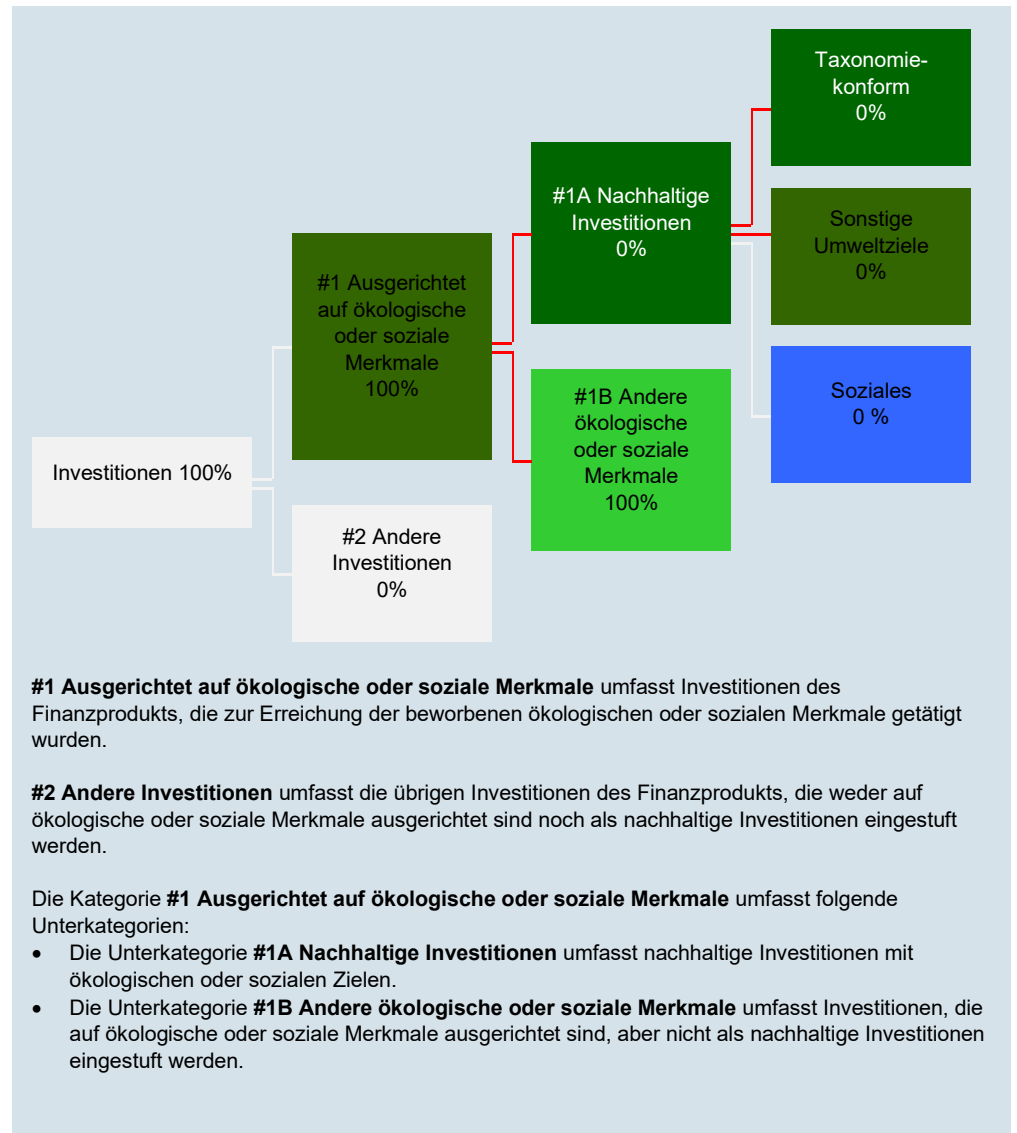 Taxonomie-
konform
0%
#1A Nachhaltige
Investitionen
0%
Sonstige
Umweltziele
0%
#1 Ausgerichtet
auf ökologische
oder soziale
Merkmale
100%
#1B Andere
ökologische
oder soziale
Merkmale
100%
Soziales
0 %
Investitionen 100%
#2 Andere
Investitionen
0%
#1 Ausgerichtet auf ökologische oder soziale Merkmale umfasst Investitionen des
Finanzprodukts, die zur Erreichung der beworbenen ökologischen oder sozialen Merkmale getätigt
wurden.
#2 Andere Investitionen umfasst die übrigen Investitionen des Finanzprodukts, die weder auf
ökologische oder soziale Merkmale ausgerichtet sind noch als nachhaltige Investitionen eingestuft
werden.
Die Kategorie #1 Ausgerichtet auf ökologische oder soziale Merkmale umfasst folgende
Unterkategorien:
• Die Unterkategorie #1A Nachhaltige Investitionen umfasst nachhaltige Investitionen mit
ökologischen oder sozialen Zielen.
• Die Unterkategorie #1B Andere ökologische oder soziale Merkmale umfasst Investitionen, die
auf ökologische oder soziale Merkmale ausgerichtet sind, aber nicht als nachhaltige Investitionen
eingestuft werden.